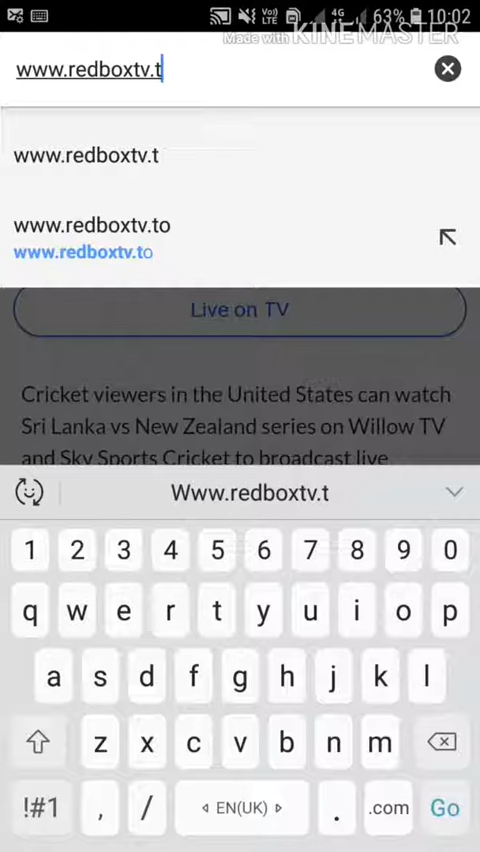 63% 10:02
4G
Vo))
LTE
Made with KINEMASTER
www.redboxtv.t
www.redboxtv.t
www.redboxtv.to
www.redboxtv.to
Live on TV
Cricket viewers in the United States can watch
Sri Lanka vs New Zealand series on Willow TV
and Sky Sports Cricket to broadcast live.
Www.redboxtv.t
1 2 3 4 5 6 7 8 9 0
q w e r t y u i o p
a s d f g h j k l
z x c v b n m
!#1 , / EN(UK) . .com Go